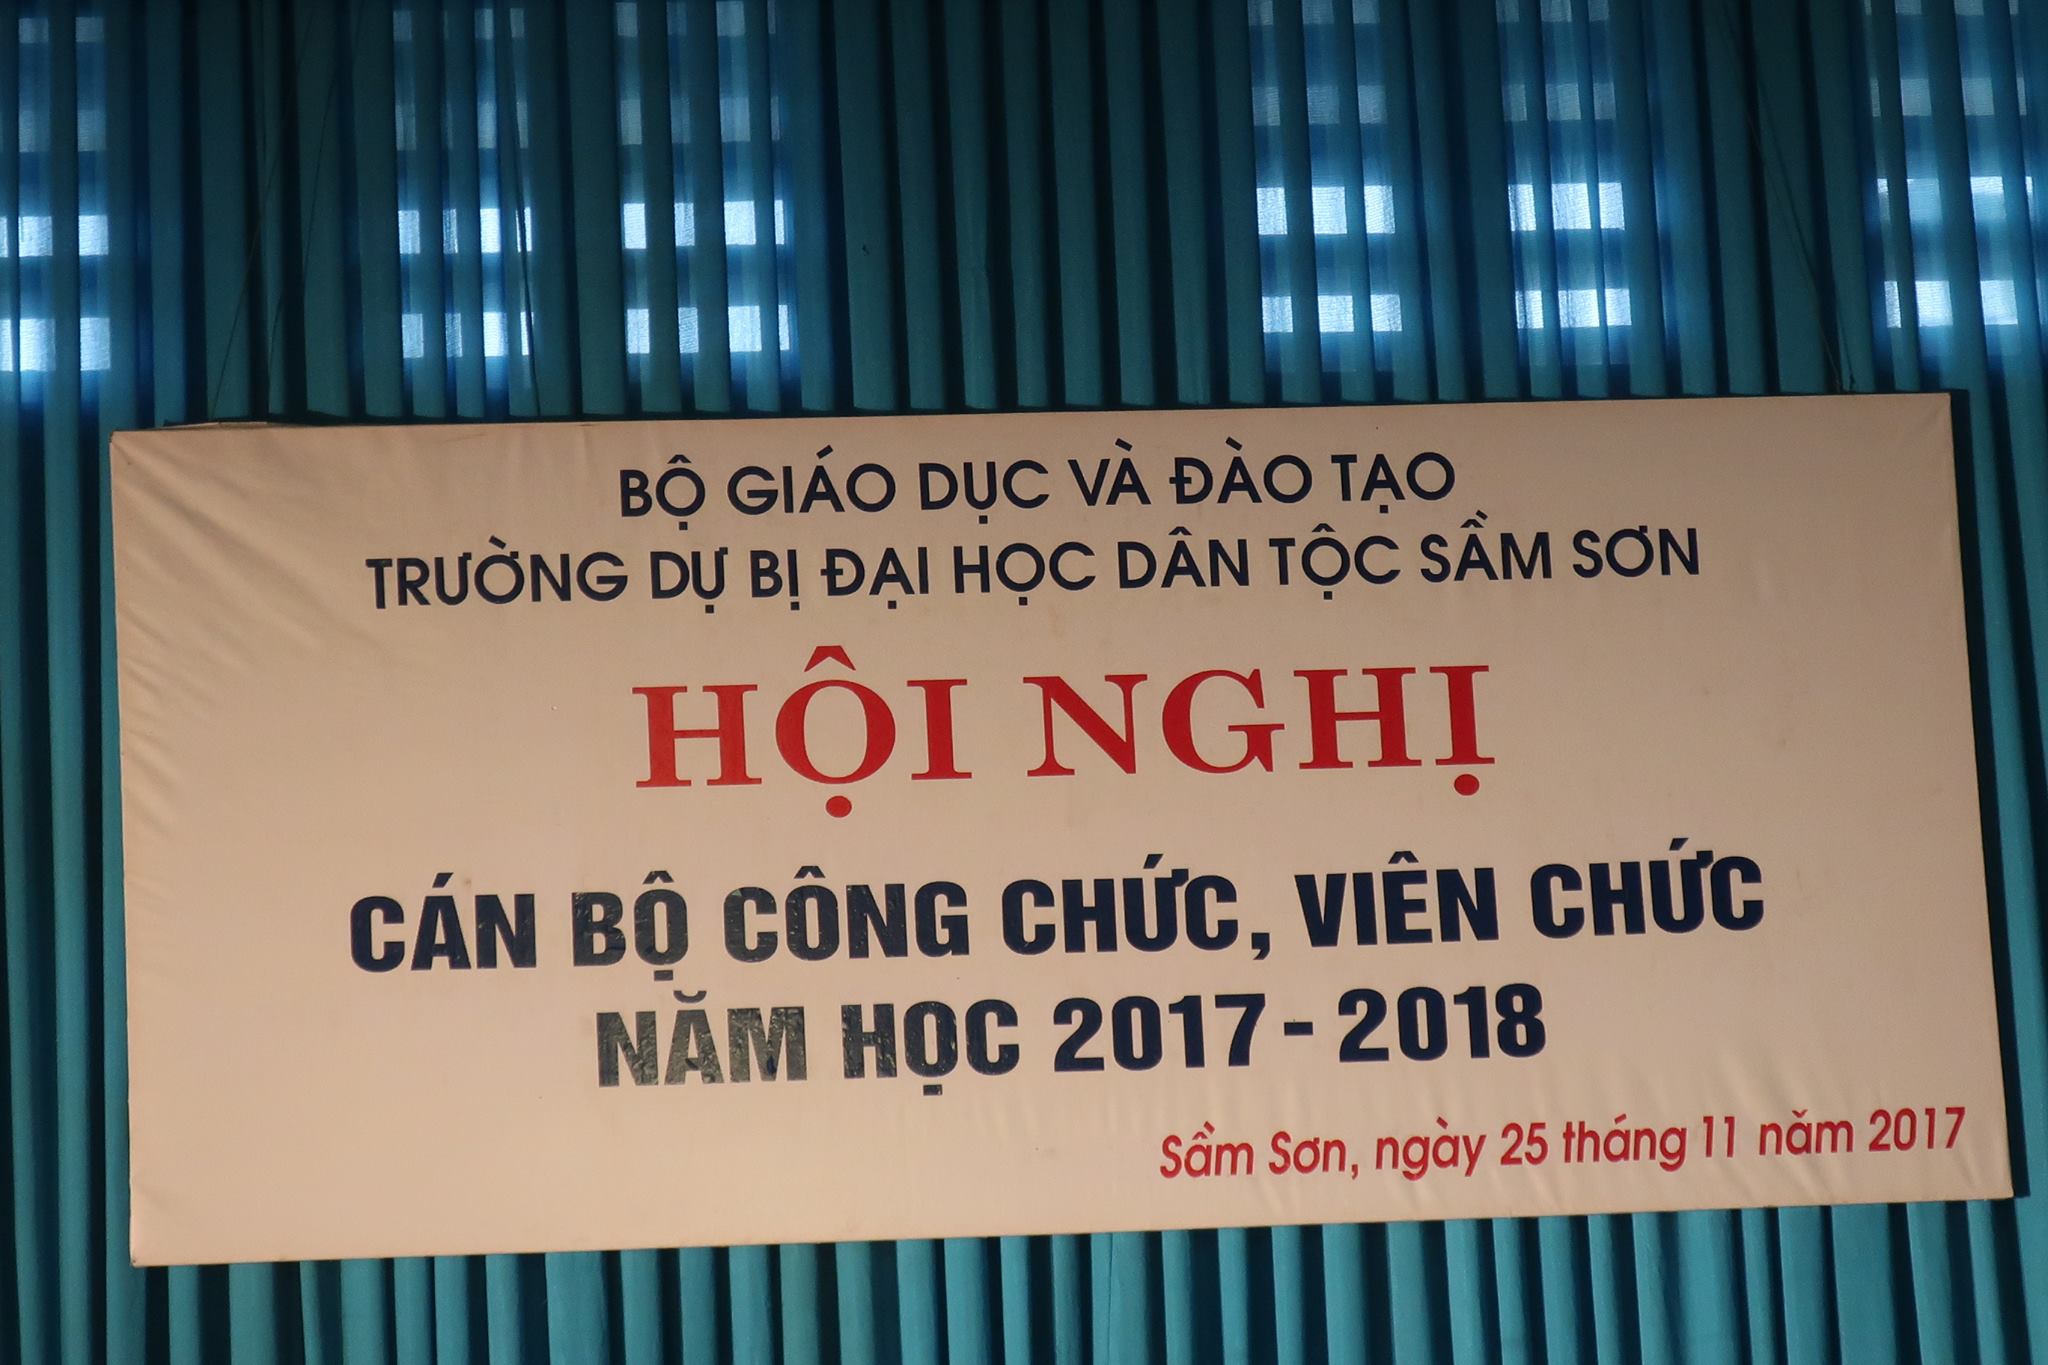 BỘ GIÁO DỤC VÀ ĐÀO TẠO
TRƯỜNG DỰ BỊ ĐẠI HỌC DÂN TỘC SẦM SƠN
HỘI NGHỊ
CÁN BỘ CÔNG CHỨC, VIÊN CHỨC
NĂM HỌC 2017 - 2018
Sầm Sơn, ngày 25 tháng 11 năm 2017